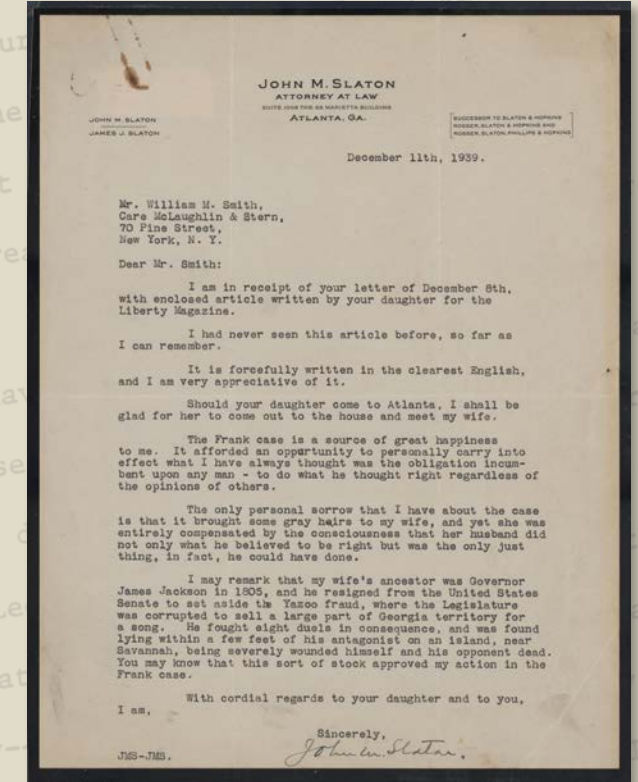 JOHN M. SLATON
ATTORNEY AT LAW
ATLANTA, GA.
JOHN M. SLATON
JAMES J. SLATON
SUCCESSOR TO SLATON & HOPKINS
ROSSER, SLATON & HOPKINS AND
ROSSER, SLATON, PHILLIPS & HOPKINS
December 11th, 1939.
Mr. William M. Smith,
Care McLaughlin & Stern,
70 Pine Street,
New York, N. Y.
Dear Mr. Smith:
I am in receipt of your letter of December 8th,
with enclosed article written by your daughter for the
Liberty Magazine.
I had never seen this article before, so far as
I can remember.
It is forcefully written in the clearest English,
and I am very appreciative of it.
Should your daughter come to Atlanta, I shall be
glad for her to come out to the house and meet my wife.
The Frank case is a source of great happiness
to me. It afforded an opportunity to personally carry into
effect what I have always thought was the obligation incum-
bent upon any man - to do what he thought right regardless of
the opinions of others.
The only personal sorrow that I have about the case
is that it brought some gray hairs to my wife, and yet she was
entirely compensated by the consciousness that her husband did
not only what he believed to be right but was the only just
thing, in fact, he could have done.
I may remark that my wife's ancestor was Governor
James Jackson in 1805, and he resigned from the United States
Senate to set aside the Yazoo fraud, where the Legislature
was corrupted to sell a large part of Georgia territory for
a song. He fought eight duels in consequence, and was found
lying within a few feet of his antagonist on an island, near
Savannah, being severely wounded himself and his opponent dead.
You may know that this sort of stock approved my action in the
Frank case.
With cordial regards to your daughter and to you,
I am,
Sincerely,
John M. Slaton.
JMS-JMS.